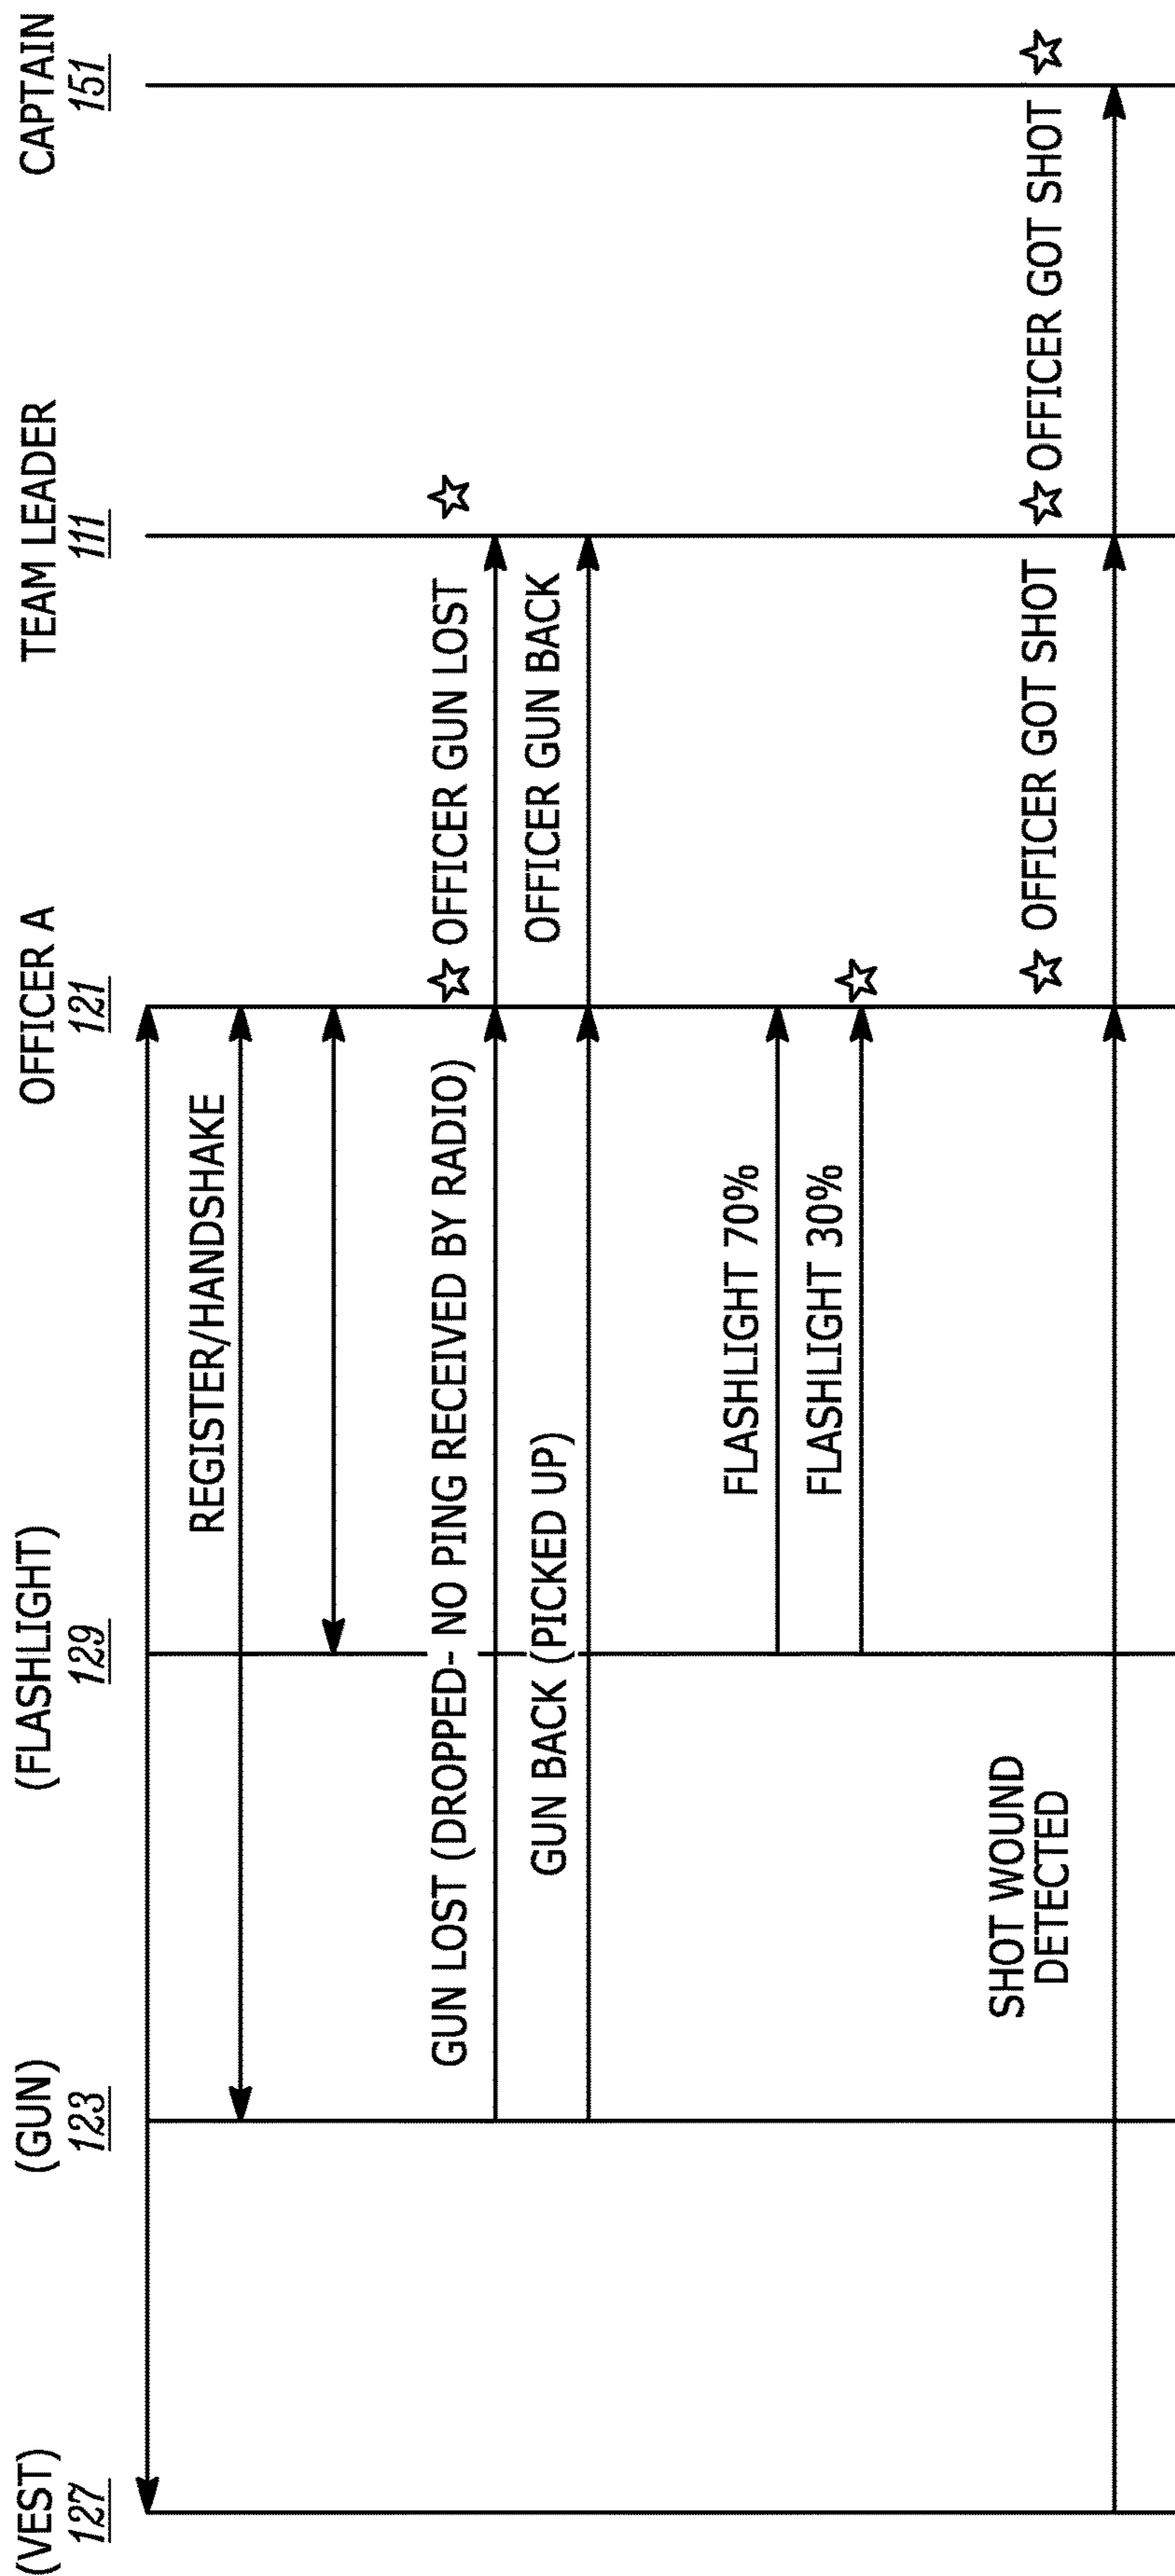 (VEST)
127
(GUN)
123
(FLASHLIGHT)
129
OFFICER A
121
TEAM LEADER
111
CAPTAIN
151
REGISTER/HANDSHAKE
GUN LOST (DROPPED- NO PING RECEIVED BY RADIO)
OFFICER GUN LOST
GUN BACK (PICKED UP)
OFFICER GUN BACK
FLASHLIGHT 70%
FLASHLIGHT 30%
SHOT WOUND
DETECTED
OFFICER GOT SHOT
OFFICER GOT SHOT